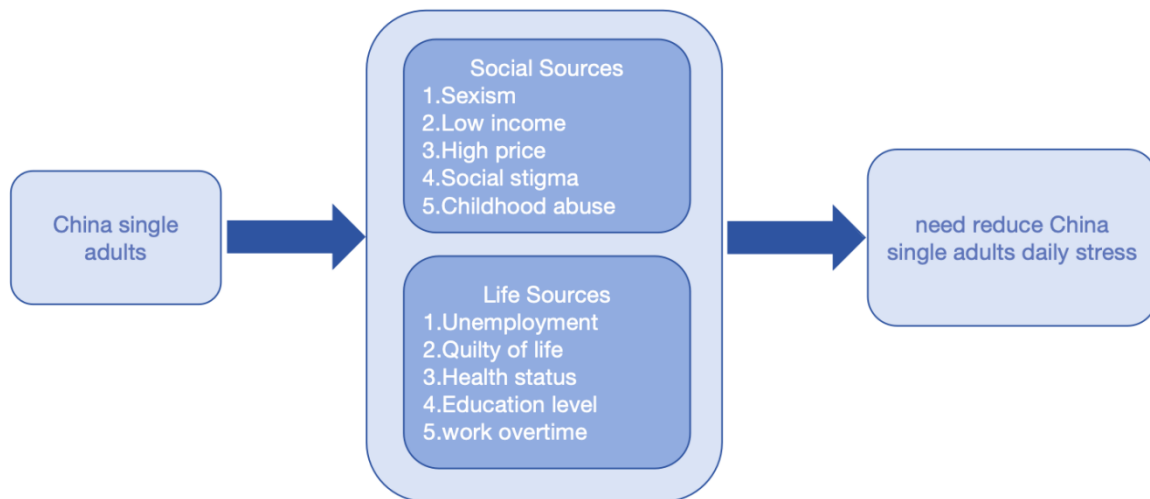 China single
adults
Social Sources
1.Sexism
2.Low income
3.High price
4.Social stigma
5.Childhood abuse
Life Sources
1.Unemployment
2.Quilty of life
3.Health status
4.Education level
5.work overtime
need reduce China
single adults daily stress